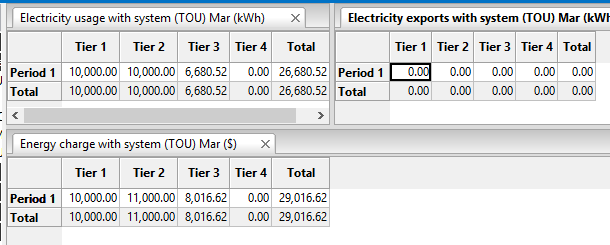 Electricity usage with system (TOU) Mar (kWh) ×
Tier 1 Tier 2 Tier 3 Tier 4 Total
Period 1 10,000.00 10,000.00 6,680.52 0.00 26,680.52
Total 10,000.00 10,000.00 6,680.52 0.00 26,680.52
Electricity exports with system (TOU) Mar (kWh
Tier 1 Tier 2 Tier 3 Tier 4 Total
Period 1 0.00 0.00 0.00 0.00 0.00
Total 0.00 0.00 0.00 0.00 0.00
Energy charge with system (TOU) Mar ($) ×
Tier 1 Tier 2 Tier 3 Tier 4 Total
Period 1 10,000.00 11,000.00 8,016.62 0.00 29,016.62
Total 10,000.00 11,000.00 8,016.62 0.00 29,016.62